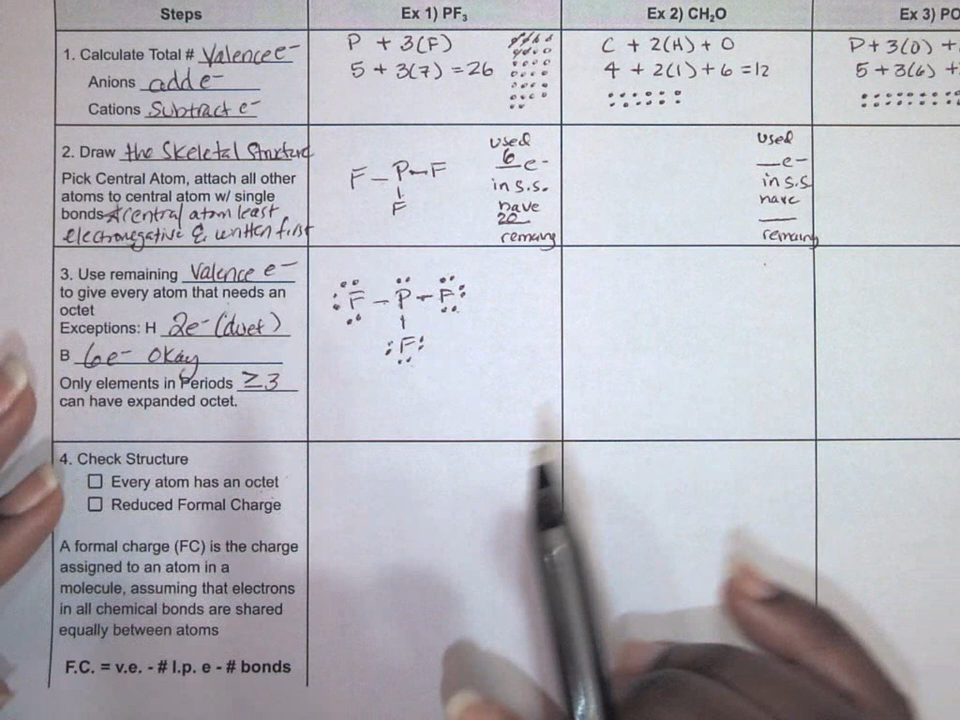 Steps
Ex 1) PF₃
Ex 2) CH₂O
Ex 3) PO
1. Calculate Total # Valence e⁻
Anions add e⁻
Cations Subtract e⁻
P + 3(F)
5 + 3(7) = 26
C + 2(H) + O
4 + 2(1) + 6 = 12
P + 3(O) +
5 + 3(6) +
2. Draw the Skeletal Structure
Pick Central Atom, attach all other
atoms to central atom w/ single
bonds * central atom least
electronegative & written first
F – P – F
F
used
6 e⁻
in s.s.
have
20
remaing
used
__ e⁻
in s.s
have
__
remaing
3. Use remaining Valence e⁻
to give every atom that needs an
octet
Exceptions: H 2e⁻ (duet)
B 6e⁻ okay
Only elements in Periods ≥3
can have expanded octet.
F – P – F
F
4. Check Structure
☐ Every atom has an octet
☐ Reduced Formal Charge
A formal charge (FC) is the charge
assigned to an atom in a
molecule, assuming that electrons
in all chemical bonds are shared
equally between atoms
F.C. = v.e. - # l.p. e - # bonds